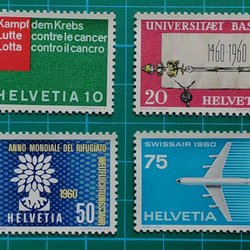 Kampf dem Krebs
Lutte contre le cancer
Lotta contro il cancro
HELVETIA 10
UNIVERSITAET BAS
1460-1960
20 HELVET
ANNO MONDIALE DEL RIFUGIATO
WELTFLÜCHTLINGSJAHR
1960
HELVETIA 50
SWISSAIR 1960
75
HELVETIA